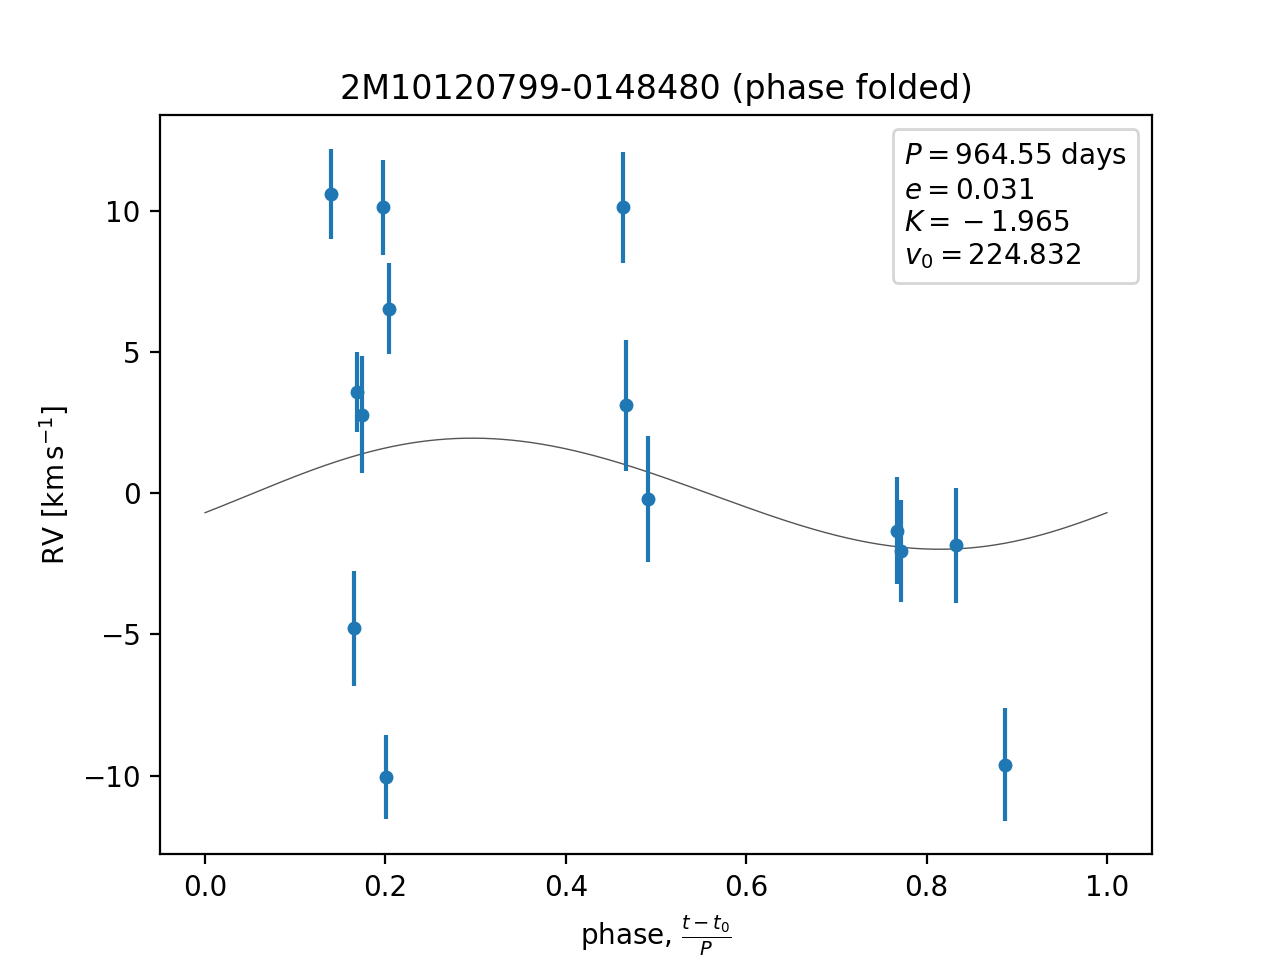 2M10120799-0148480 (phase folded)
P = 964.55 days
e = 0.031
K = −1.965
v₀ = 224.832
10
5
0
−5
−10
RV [km s⁻¹]
0.0 0.2 0.4 0.6 0.8 1.0
phase, (t − t₀)/P